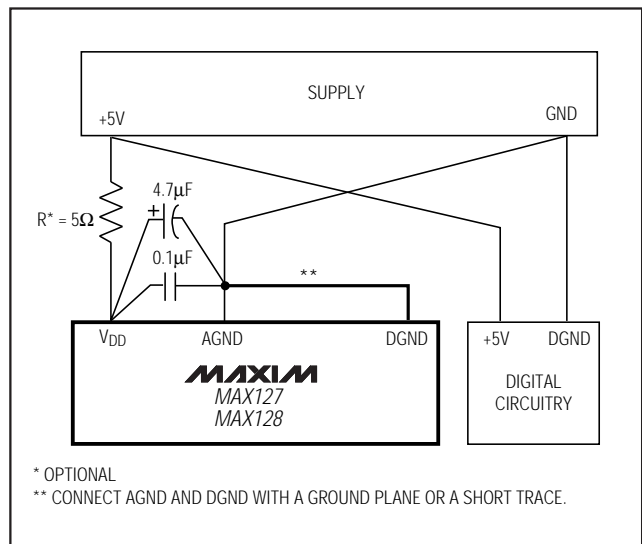 SUPPLY
+5V
GND
4.7μF
+
R* = 5Ω
0.1μF
**
VDD
AGND
DGND
+5V
DGND
MAXIM
MAX127
MAX128
DIGITAL
CIRCUITRY
* OPTIONAL
** CONNECT AGND AND DGND WITH A GROUND PLANE OR A SHORT TRACE.